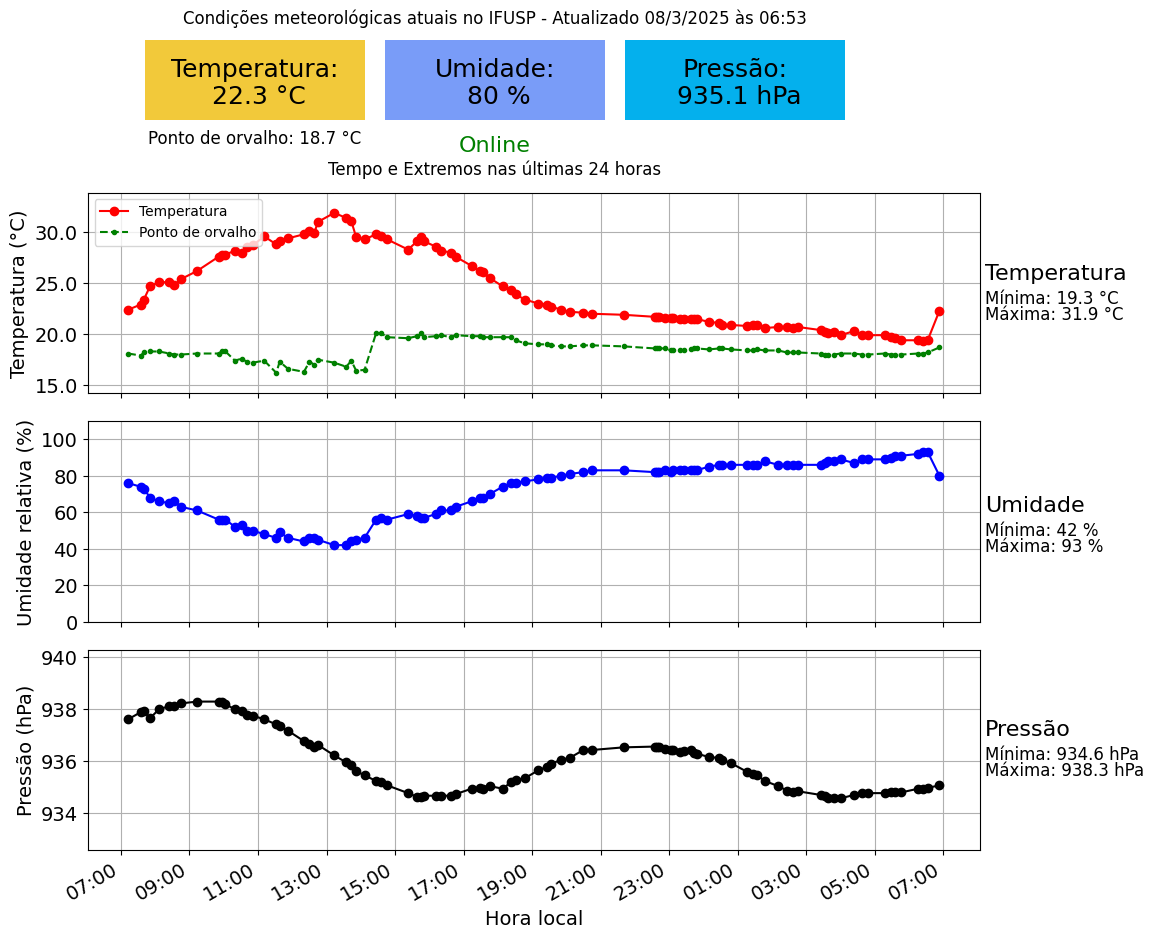 Condições meteorológicas atuais no IFUSP - Atualizado 08/3/2025 às 06:53
Temperatura:
22.3 °C
Umidade:
80 %
Pressão:
935.1 hPa
Ponto de orvalho: 18.7 °C
Online
Tempo e Extremos nas últimas 24 horas
Temperatura (°C)
30.0
25.0
20.0
15.0
Temperatura
Ponto de orvalho
Temperatura
Mínima: 19.3 °C
Máxima: 31.9 °C
Umidade relativa (%)
100
80
60
40
20
0
Umidade
Mínima: 42 %
Máxima: 93 %
Pressão (hPa)
940
938
936
934
Pressão
Mínima: 934.6 hPa
Máxima: 938.3 hPa
07:00 09:00 11:00 13:00 15:00 17:00 19:00 21:00 23:00 01:00 03:00 05:00 07:00
Hora local